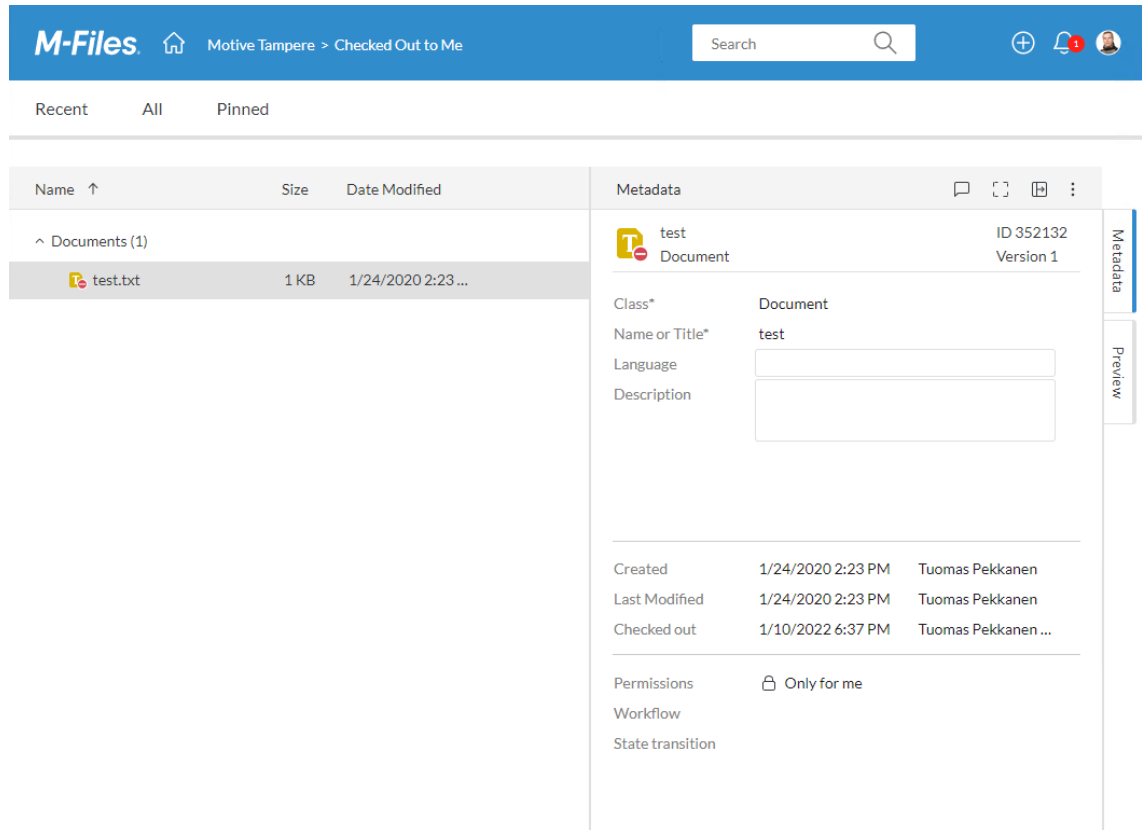 M-Files. Motive Tampere > Checked Out to Me Search 1
Recent All Pinned
Name ↑ Size Date Modified
Documents (1)
test.txt 1 KB 1/24/2020 2:23 ...
Metadata
test ID 352132
Document Version 1
Class* Document
Name or Title* test
Language
Description
Created 1/24/2020 2:23 PM Tuomas Pekkanen
Last Modified 1/24/2020 2:23 PM Tuomas Pekkanen
Checked out 1/10/2022 6:37 PM Tuomas Pekkanen ...
Permissions Only for me
Workflow
State transition
Metadata
Preview